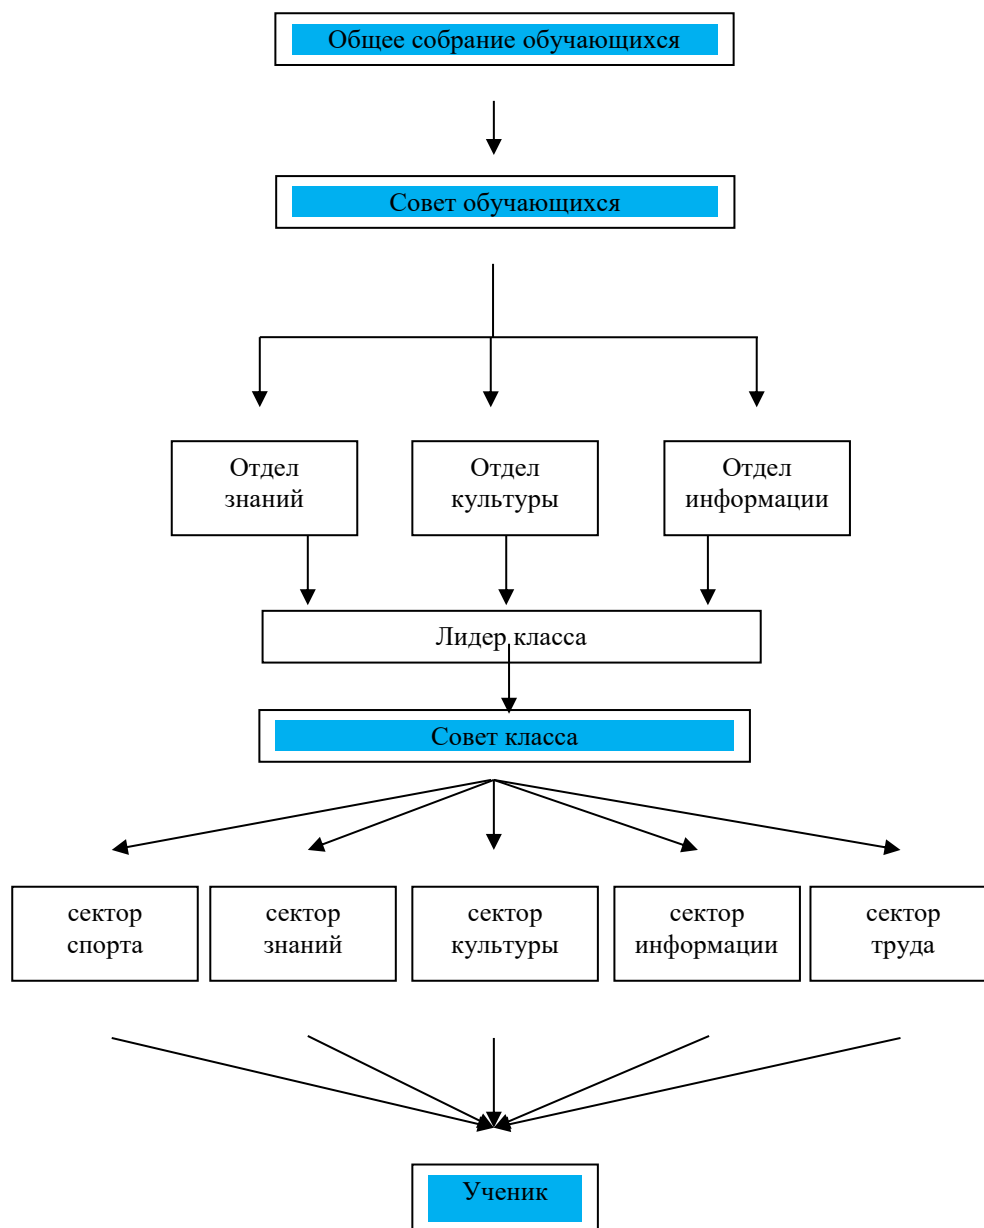 Общее собрание обучающихся
Совет обучающихся
Отдел
знаний
Отдел
культуры
Отдел
информации
Лидер класса
Совет класса
сектор
спорта
сектор
знаний
сектор
культуры
сектор
информации
сектор
труда
Ученик